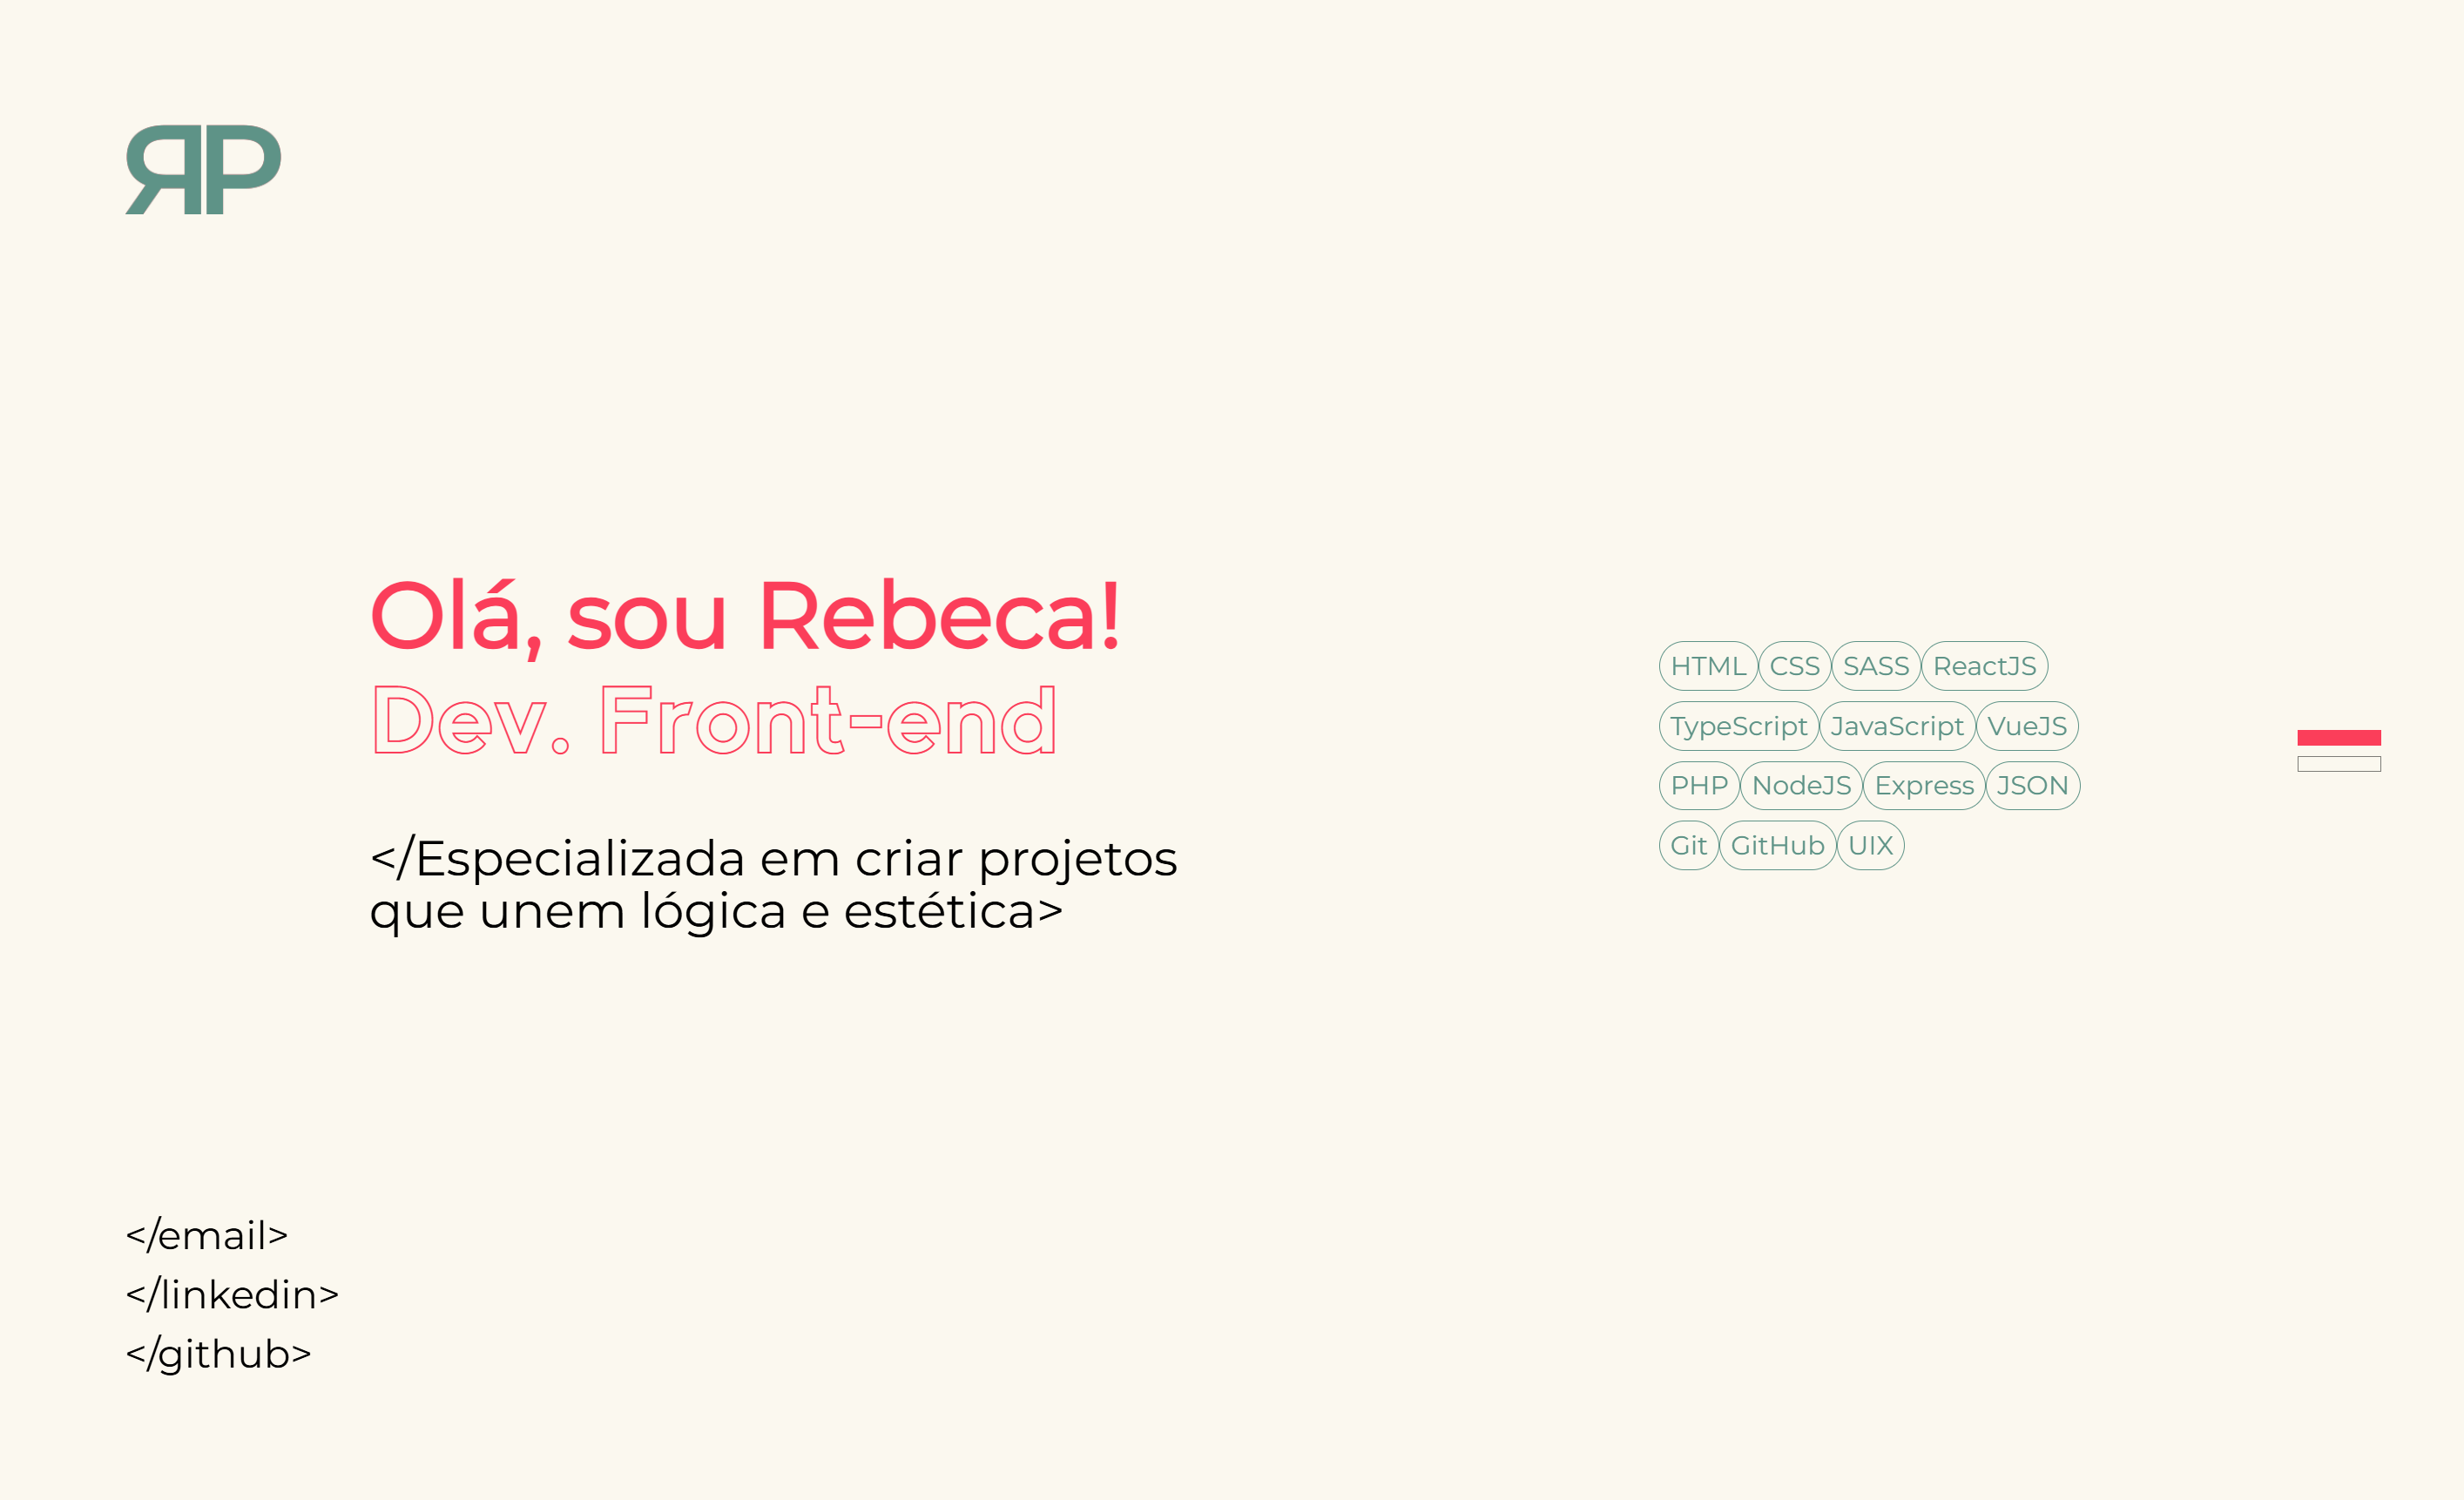 ЯP
Olá, sou Rebeca!
Dev. Front-end
</Especializada em criar projetos
que unem lógica e estética>
HTML CSS SASS ReactJS
TypeScript JavaScript VueJS
PHP NodeJS Express JSON
Git GitHub UIX
</email>
</linkedin>
</github>